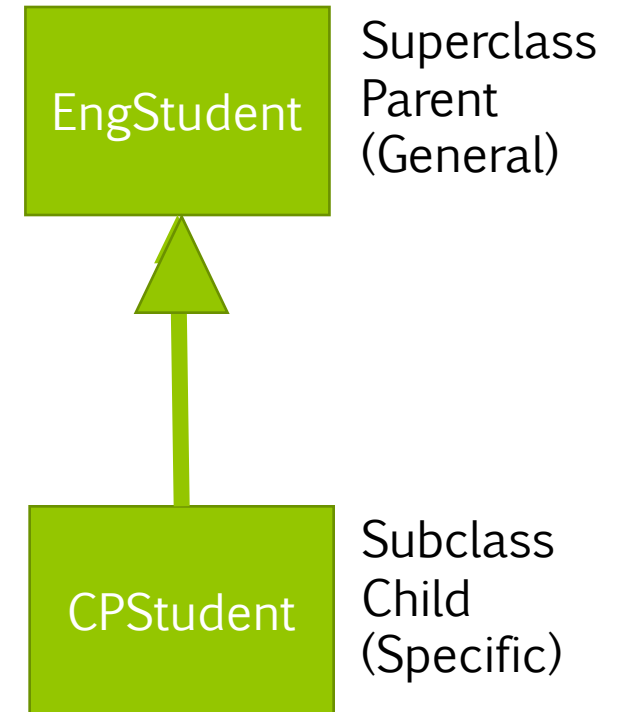 EngStudent
Superclass
Parent
(General)
CPStudent
Subclass
Child
(Specific)